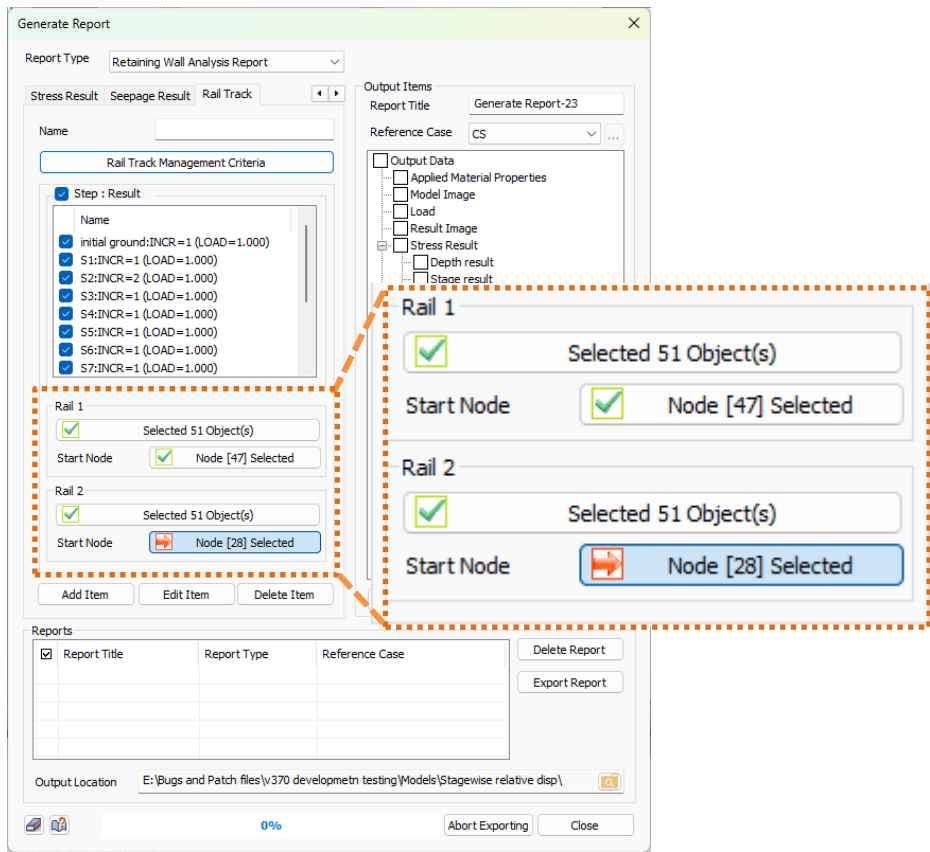 Generate Report
Report Type
Retaining Wall Analysis Report
Stress Result
Seepage Result
Rail Track
Name
Rail Track Management Criteria
Step : Result
Name
initial ground:INCR=1 (LOAD=1.000)
S1:INCR=1 (LOAD=1.000)
S2:INCR=2 (LOAD=1.000)
S3:INCR=1 (LOAD=1.000)
S4:INCR=1 (LOAD=1.000)
S5:INCR=1 (LOAD=1.000)
S6:INCR=1 (LOAD=1.000)
S7:INCR=1 (LOAD=1.000)
Rail 1
Selected 51 Object(s)
Start Node
Node [47] Selected
Rail 2
Selected 51 Object(s)
Start Node
Node [28] Selected
Add Item
Edit Item
Delete Item
Output Items
Report Title
Generate Report-23
Reference Case
CS
...
Output Data
Applied Material Properties
Model Image
Load
Result Image
Stress Result
Depth result
Stage result
Rail 1
Selected 51 Object(s)
Start Node
Node [47] Selected
Rail 2
Selected 51 Object(s)
Start Node
Node [28] Selected
Reports
Report Title
Report Type
Reference Case
Delete Report
Export Report
Output Location
E:\Bugs and Patch files\v370 developmetn testing\Models\Stagewise relative disp\
0%
Abort Exporting
Close